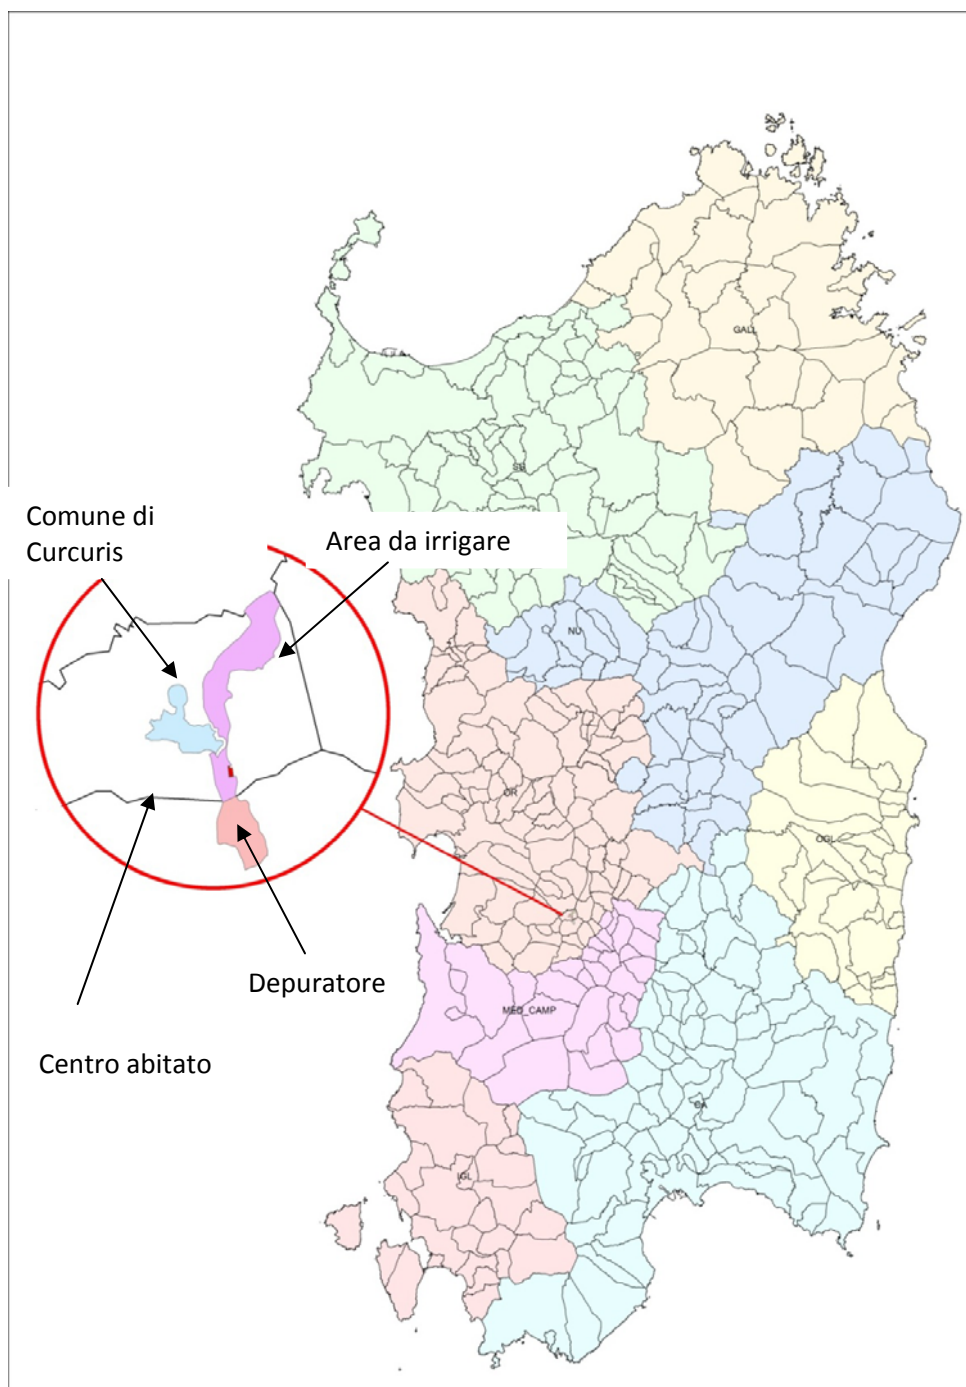 GALL
SS
Comune di
Curcuris
Area da irrigare
NU
OR
OGL
Depuratore
MED_CAMP
Centro abitato
CA
IGL